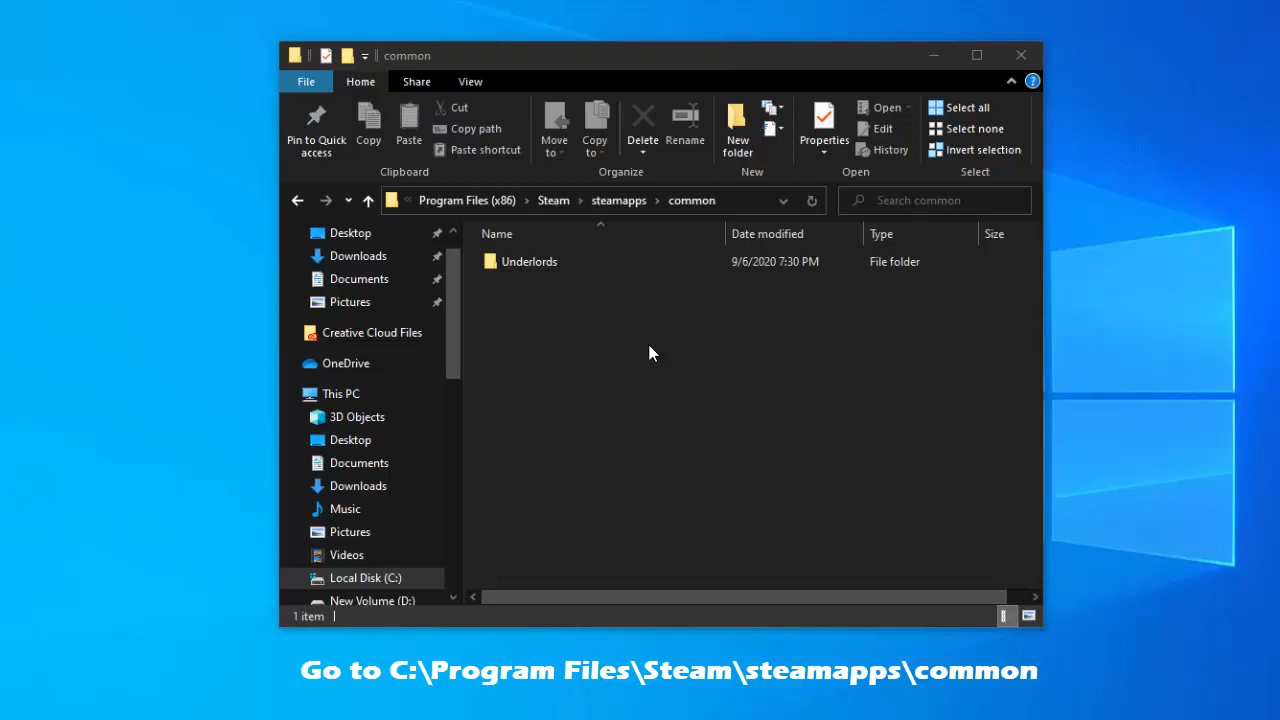 common
File Home Share View
Pin to Quick access
Copy
Paste
Cut
Copy path
Paste shortcut
Clipboard
Move to
Copy to
Delete
Rename
Organize
New folder
New
Properties
Open
Edit
History
Open
Select all
Select none
Invert selection
Select
Program Files (x86) Steam steamapps common
Search common
Name Date modified Type Size
Underlords 9/6/2020 7:30 PM File folder
Desktop
Downloads
Documents
Pictures
Creative Cloud Files
OneDrive
This PC
3D Objects
Desktop
Documents
Downloads
Music
Pictures
Videos
Local Disk (C:)
New Volume (D:)
1 item
Go to C:\Program Files\Steam\steamapps\common